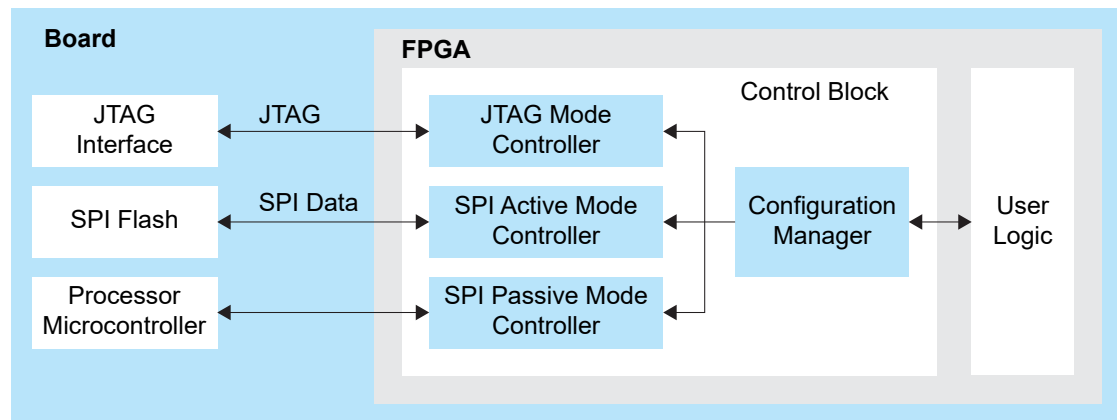 Board
FPGA
Control Block
JTAG
Interface
JTAG
JTAG Mode
Controller
SPI Flash
SPI Data
SPI Active Mode
Controller
Configuration
Manager
User
Logic
Processor
Microcontroller
SPI Passive Mode
Controller